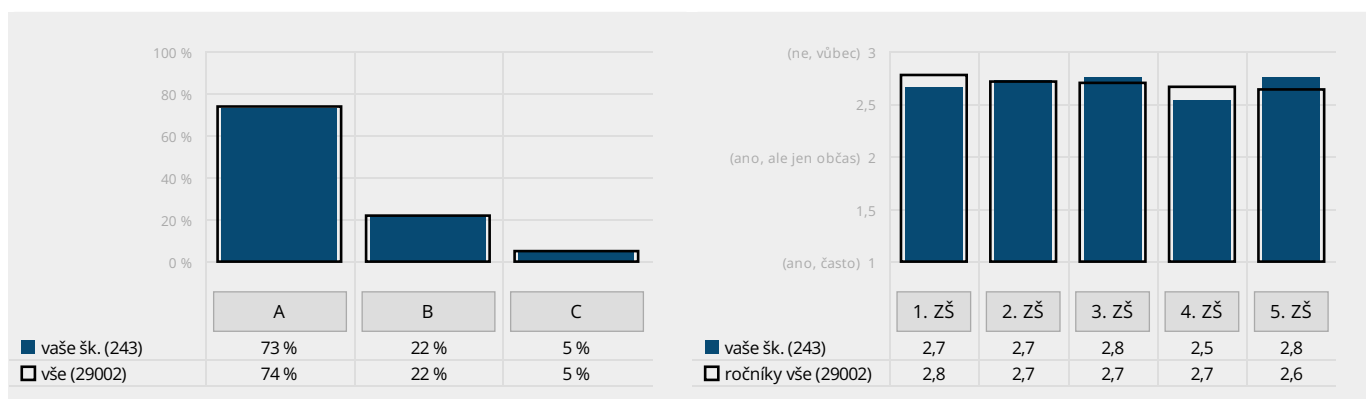 100 %
80 %
60 %
40 %
20 %
0 %
A B C
vaše šk. (243) 73 % 22 % 5 %
vše (29002) 74 % 22 % 5 %
(ne, vůbec) 3
2,5
(ano, ale jen občas) 2
1,5
(ano, často) 1
1. ZŠ 2. ZŠ 3. ZŠ 4. ZŠ 5. ZŠ
vaše šk. (243) 2,7 2,7 2,8 2,5 2,8
ročníky vše (29002) 2,8 2,7 2,7 2,7 2,6